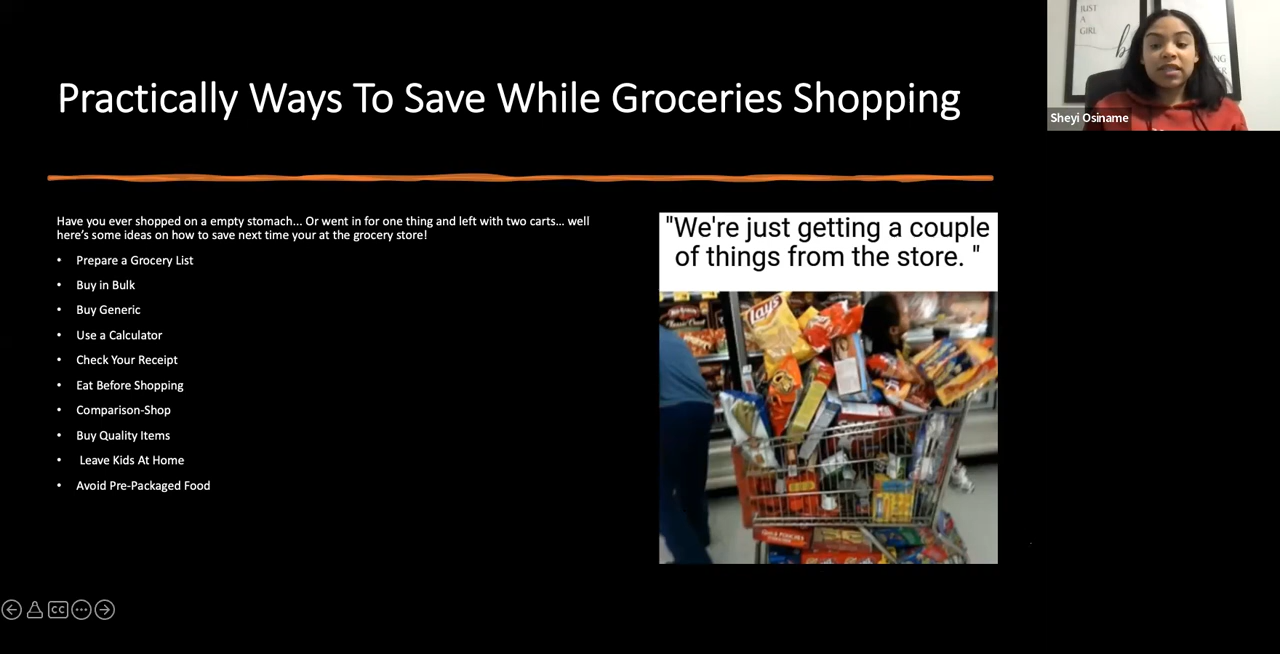 Practically Ways To Save While Groceries Shopping
Have you ever shopped on a empty stomach... Or went in for one thing and left with two carts... well
here's some ideas on how to save next time your at the grocery store!
• Prepare a Grocery List
• Buy in Bulk
• Buy Generic
• Use a Calculator
• Check Your Receipt
• Eat Before Shopping
• Comparison-Shop
• Buy Quality Items
• Leave Kids At Home
• Avoid Pre-Packaged Food
"We're just getting a couple
of things from the store. "
Lays
CC
JUST
A
GIRL
Sheyi Osiname